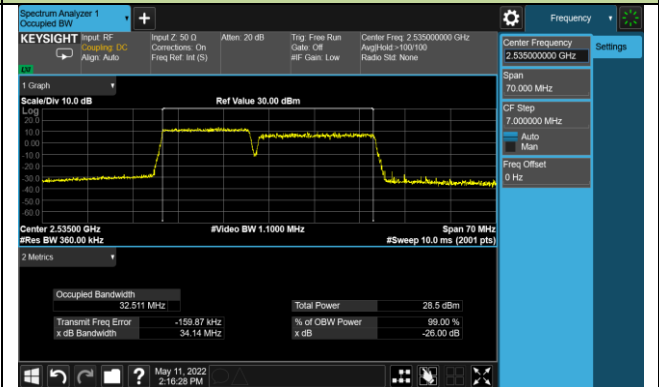 Spectrum Analyzer 1
Occupied BW
+
Frequency
KEYSIGHT
Input: RF
Coupling: DC
Align: Auto
Input Z: 50 Ω
Corrections: On
Freq Ref: Int (S)
Atten: 20 dB
Trig: Free Run
Gate: Off
#IF Gain: Low
Center Freq: 2.535000000 GHz
Avg|Hold:>100/100
Radio Std: None
Center Frequency
2.535000000 GHz
Settings
Span
70.000 MHz
CF Step
7.000000 MHz
Auto
Man
Freq Offset
0 Hz
1 Graph
Scale/Div 10.0 dB
Ref Value 30.00 dBm
Log
20.0
10.0
0.00
-10.0
-20.0
-30.0
-40.0
-50.0
-60.0
Center 2.53500 GHz
#Video BW 1.1000 MHz
Span 70 MHz
#Res BW 360.00 kHz
#Sweep 10.0 ms (2001 pts)
2 Metrics
Occupied Bandwidth
32.511 MHz
Total Power 28.5 dBm
Transmit Freq Error -159.87 kHz
% of OBW Power 99.00 %
x dB Bandwidth 34.14 MHz
x dB -26.00 dB
?
May 11, 2022
2:16:28 PM